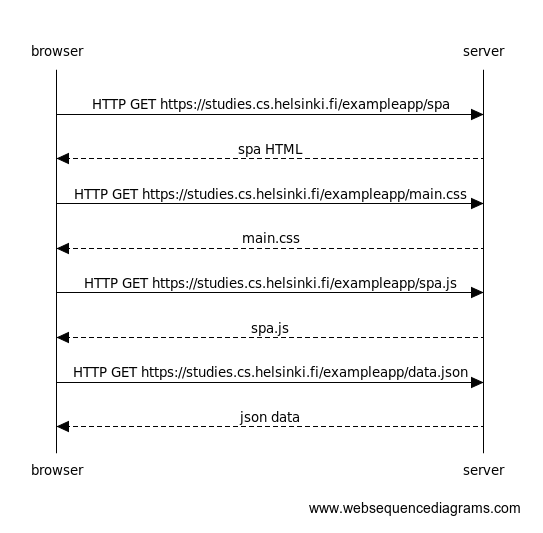 browser server
HTTP GET https://studies.cs.helsinki.fi/exampleapp/spa
spa HTML
HTTP GET https://studies.cs.helsinki.fi/exampleapp/main.css
main.css
HTTP GET https://studies.cs.helsinki.fi/exampleapp/spa.js
spa.js
HTTP GET https://studies.cs.helsinki.fi/exampleapp/data.json
json data
browser server
www.websequencediagrams.com